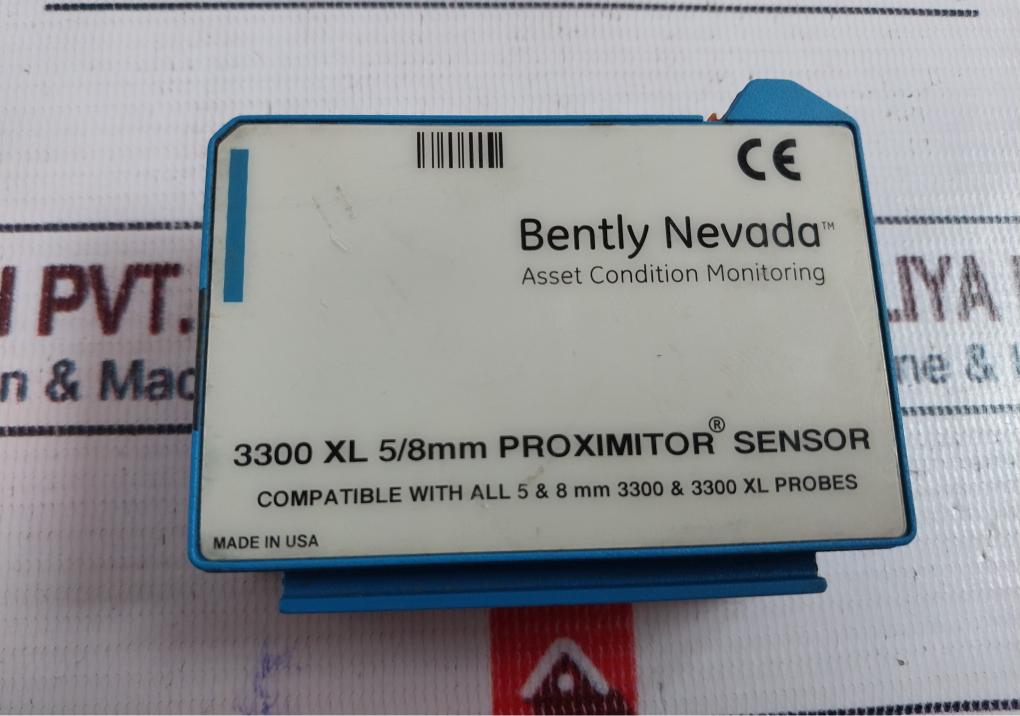 CE
Bently Nevada™
Asset Condition Monitoring
PVT.
LIYA
& Mac
ne &
3300 XL 5/8mm PROXIMITOR® SENSOR
COMPATIBLE WITH ALL 5 & 8 mm 3300 & 3300 XL PROBES
MADE IN USA